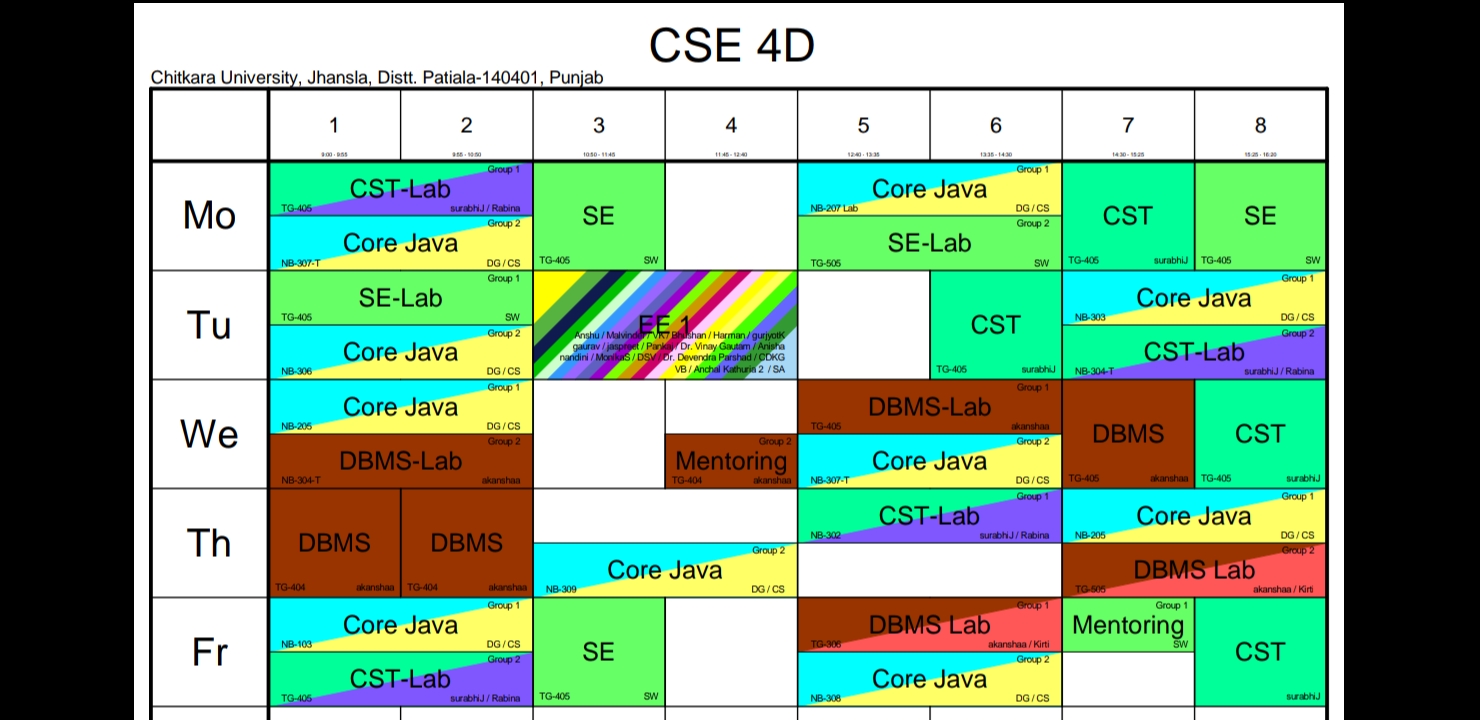 CSE 4D
Chitkara University, Jhansla, Distt. Patiala-140401, Punjab
1 2 3 4 5 6 7 8
9:00 - 9:55 9:55 - 10:50 10:50 - 11:45 11:45 - 12:40 12:40 - 13:35 13:35 - 14:30 14:30 - 15:25 15:25 - 16:20
Mo
Group 1
CST-Lab
TG-405 surabhiJ / Rabina
Group 2
Core Java
NB-307-T DG / CS
SE
TG-405 SW
Group 1
Core Java
NB-207 Lab DG / CS
Group 2
SE-Lab
TG-505 SW
CST
TG-405 surabhiJ
SE
TG-405 SW
Tu
Group 1
SE-Lab
TG-405 SW
Group 2
Core Java
NB-306 DG / CS
EE 1
Anshu / Malvinder / VK / Bhushan / Harman / gurjyotK
gaurav / jaspreet / Pankaj / Dr. Vinay Gautam / Anisha
nandini / MonikaS / DSV / Dr. Devendra Parshad / CDKG
VB / Anchal Kathuria 2 / SA
CST
TG-405 surabhiJ
Group 1
Core Java
NB-303 DG / CS
Group 2
CST-Lab
NB-304-T surabhiJ / Rabina
We
Group 1
Core Java
NB-205 DG / CS
Group 2
DBMS-Lab
NB-304-T akanshaa
Group 2
Mentoring
TG-404 akanshaa
Group 1
DBMS-Lab
TG-405 akanshaa
Group 2
Core Java
NB-307-T DG / CS
DBMS
TG-405 akanshaa
CST
TG-405 surabhiJ
Th
DBMS
TG-404 akanshaa
DBMS
TG-404 akanshaa
Group 2
Core Java
NB-309 DG / CS
Group 1
CST-Lab
NB-302 surabhiJ / Rabina
Group 1
Core Java
NB-205 DG / CS
Group 2
DBMS Lab
TG-505 akanshaa / Kirti
Fr
Group 1
Core Java
NB-103 DG / CS
Group 2
CST-Lab
TG-405 surabhiJ / Rabina
SE
TG-405 SW
Group 1
DBMS Lab
TG-306 akanshaa / Kirti
Group 2
Core Java
NB-308 DG / CS
Group 1
Mentoring
SW
CST
surabhiJ